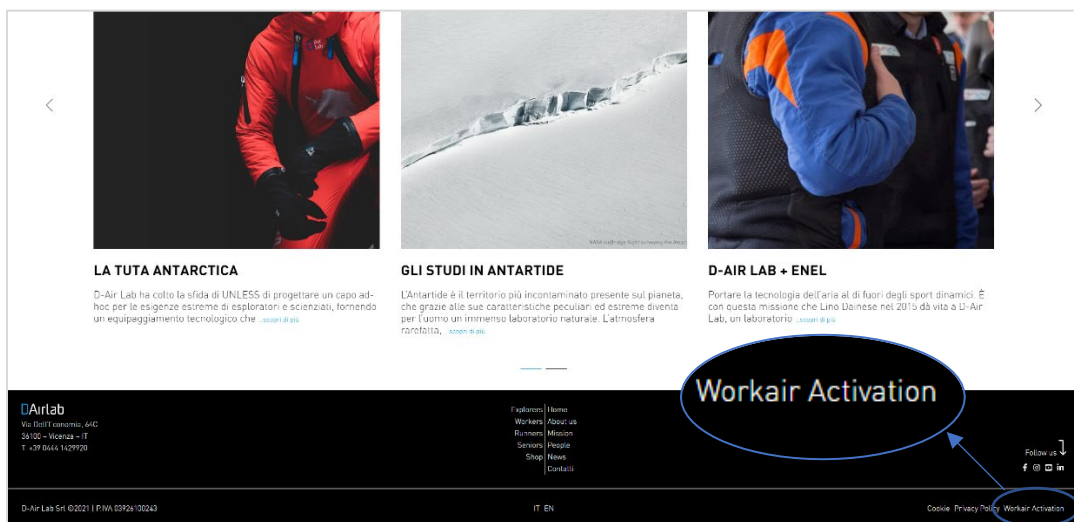 LA TUTA ANTARCTICA
D-Air Lab ha colto la sfida di UNLESS di progettare un capo ad-
hoc per le esigenze estreme di esploratori e scienziati, fornendo
un equipaggiamento tecnologico che ...scopri di più
GLI STUDI IN ANTARTIDE
L'Antartide è il territorio più incontaminato presente sul pianeta,
che grazie alle sue caratteristiche peculiari ed estreme diventa
per l'uomo un immenso laboratorio naturale. L'atmosfera
rarefatta, ...scopri di più
D-AIR LAB + ENEL
Portare la tecnologia dell'aria al di fuori degli sport dinamici. È
con questa missione che Lino Dainese nel 2015 dà vita a D-Air
Lab, un laboratorio ...scopri di più
Workair Activation
DAirlab
Via Dell'Economia, 64C
36100 – Vicenza – IT
T +39 0444 1429920
Explorers Home
Workers About us
Runners Mission
Seniors People
Shop News
Contatti
Follow us
D-Air Lab Srl ©2021 | P.IVA 03926100243
IT EN
Cookie Privacy Policy Workair Activation